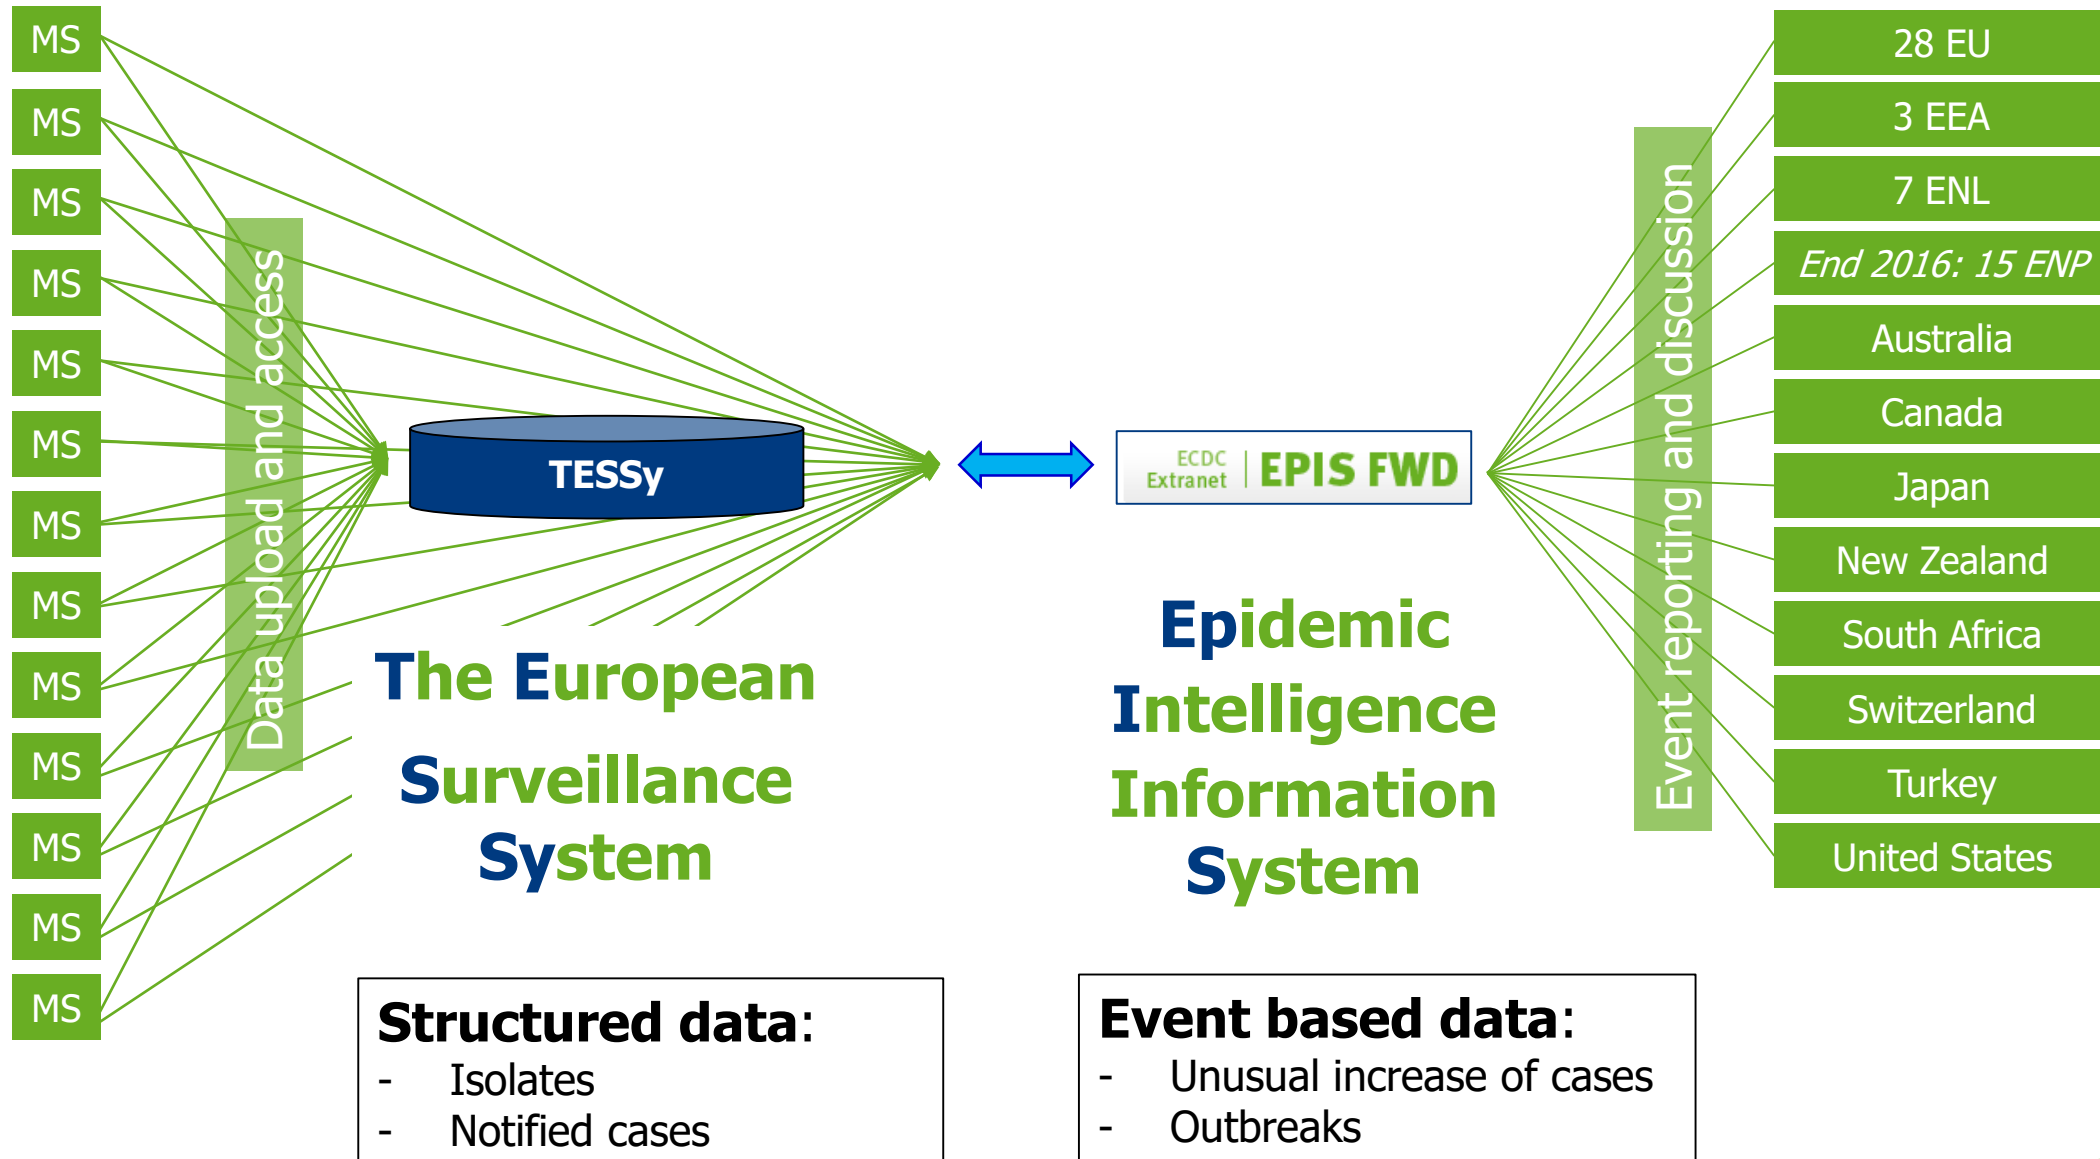 MS
MS
MS
MS
MS
MS
MS
MS
MS
MS
MS
MS
MS
Data upload and access
TESSy
The European
Surveillance
System
Structured data:
- Isolates
- Notified cases
ECDC
Extranet
EPIS FWD
Epidemic
Intelligence
Information
System
Event based data:
- Unusual increase of cases
- Outbreaks
Event reporting and discussion
28 EU
3 EEA
7 ENL
End 2016: 15 ENP
Australia
Canada
Japan
New Zealand
South Africa
Switzerland
Turkey
United States